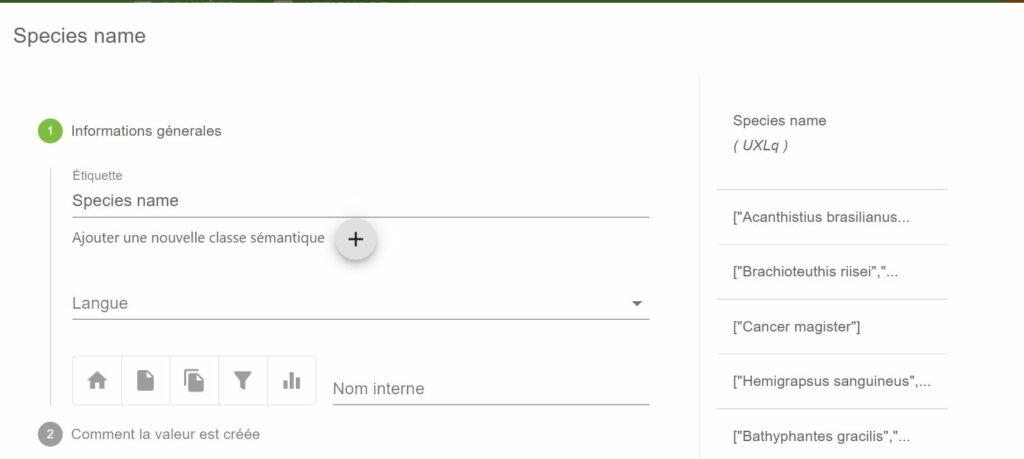 Species name
1 Informations génerales
Étiquette
Species name
Ajouter une nouvelle classe sémantique +
Langue
Nom interne
2 Comment la valeur est créée
Species name
( UXLq )
["Acanthistius brasilianus...
["Brachioteuthis riisei","...
["Cancer magister"]
["Hemigrapsus sanguineus",...
["Bathyphantes gracilis","...